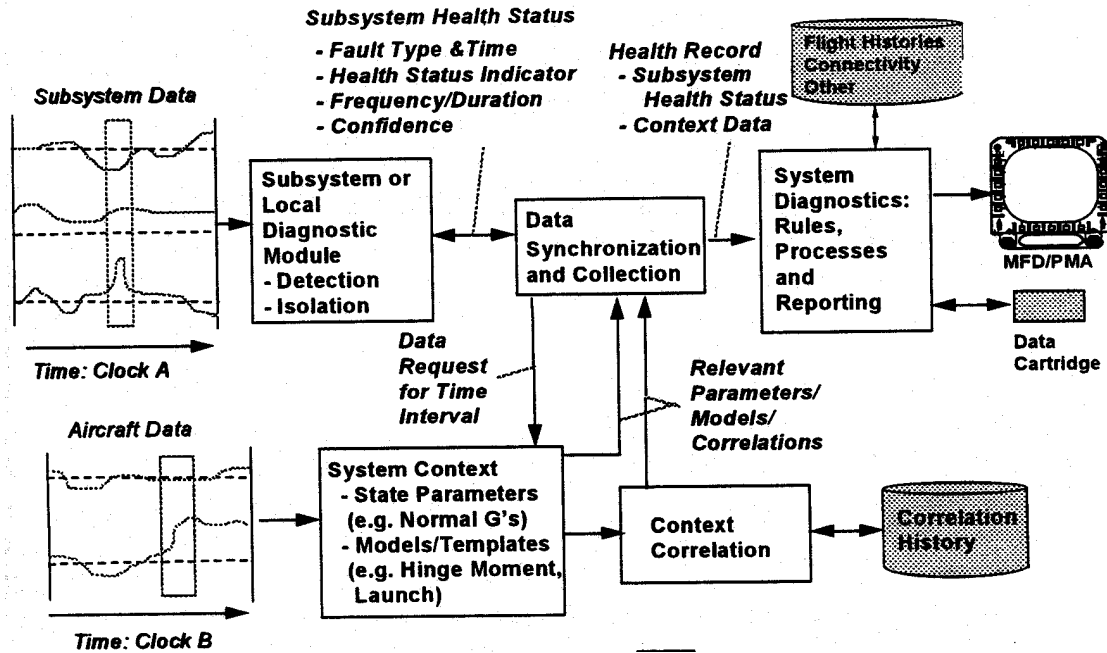 Subsystem Health Status
- Fault Type &Time
- Health Status Indicator
- Frequency/Duration
- Confidence
Health Record
- Subsystem
Health Status
- Context Data
Flight Histories
Connectivity
Other
Subsystem Data
Subsystem or
Local
Diagnostic
Module
- Detection
- Isolation
Data
Synchronization
and Collection
System
Diagnostics:
Rules,
Processes
and
Reporting
MFD/PMA
Data
Cartridge
Time: Clock A
Data
Request
for Time
Interval
Relevant
Parameters/
Models/
Correlations
Aircraft Data
System Context
- State Parameters
(e.g. Normal G's)
- Models/Templates
(e.g. Hinge Moment,
Launch)
Context
Correlation
Correlation
History
Time: Clock B